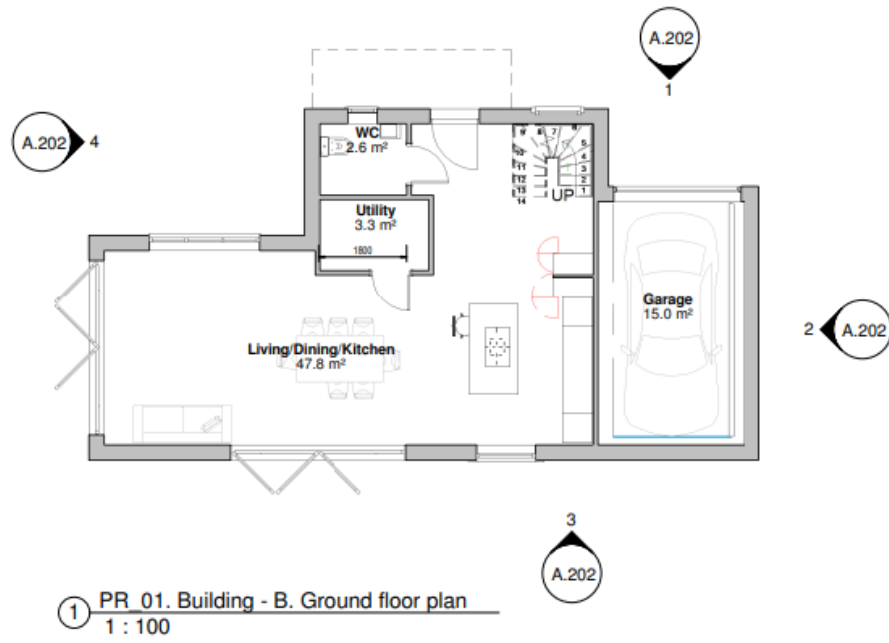 A.202
1
A.202
4
WC
2.6 m²
9
8
7
6
5
10
4
11
3
12
2
13
1
14
UP
Utility
3.3 m²
1800
Garage
15.0 m²
2
A.202
Living/Dining/Kitchen
47.8 m²
3
A.202
1
PR_01. Building - B. Ground floor plan
1 : 100